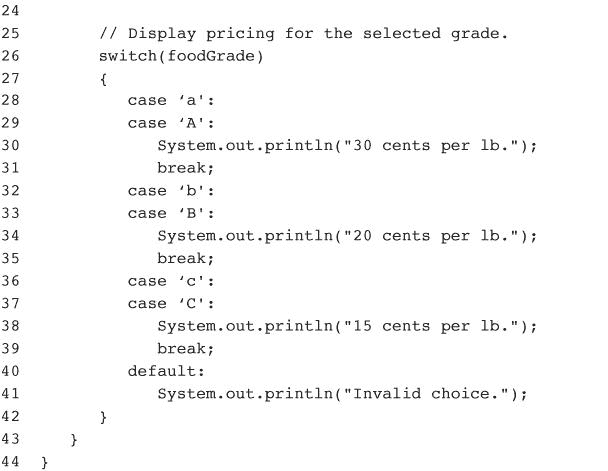 24
25 // Display pricing for the selected grade.
26 switch(foodGrade)
27 {
28 case ‘a':
29 case ‘A':
30 System.out.println("30 cents per lb.");
31 break;
32 case ‘b':
33 case ‘B':
34 System.out.println("20 cents per lb.");
35 break;
36 case ‘c':
37 case ‘C':
38 System.out.println("15 cents per lb.");
39 break;
40 default:
41 System.out.println("Invalid choice.");
42 }
43 }
44 }